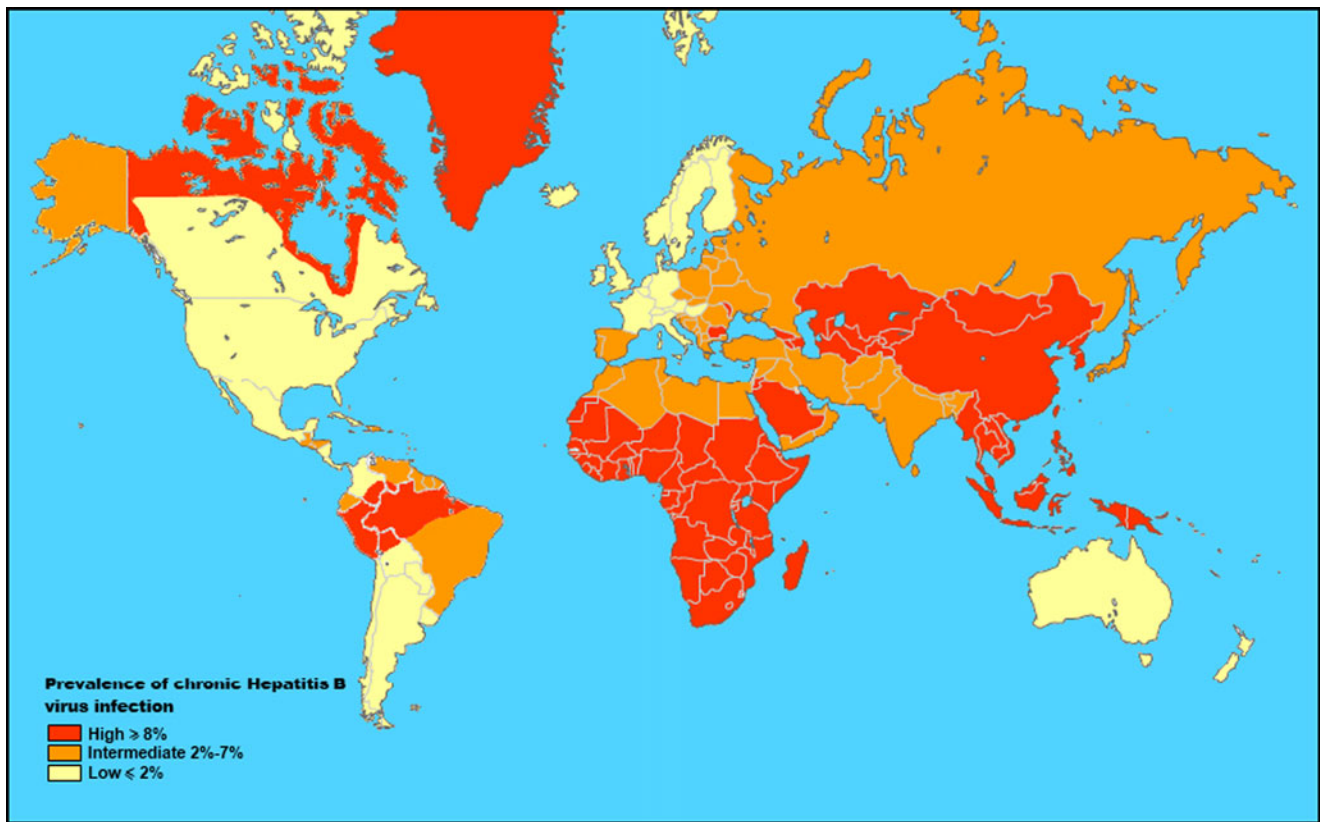 Prevalence of chronic Hepatitis B
virus infection
High ⩾ 8%
Intermediate 2%-7%
Low ⩽ 2%